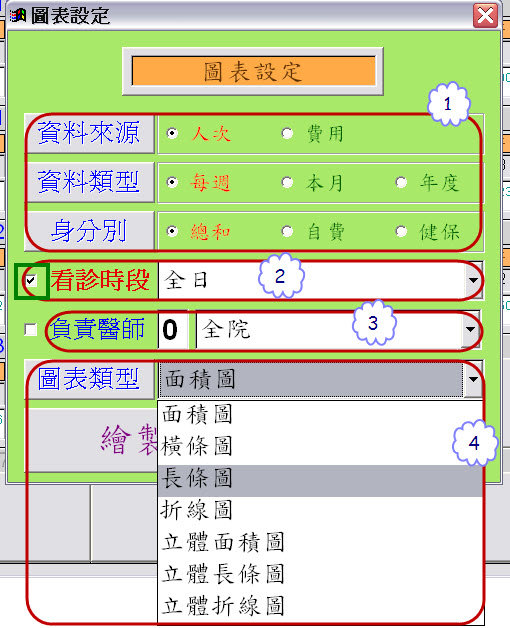 圖表設定
圖表設定
1
資料來源 人次 費用
資料類型 每週 本月 年度
身分別 總和 自費 健保
2
看診時段 全日
3
負責醫師 0 全院
圖表類型 面積圖
面積圖
繪製
橫條圖
4
長條圖
折線圖
立體面積圖
立體長條圖
立體折線圖